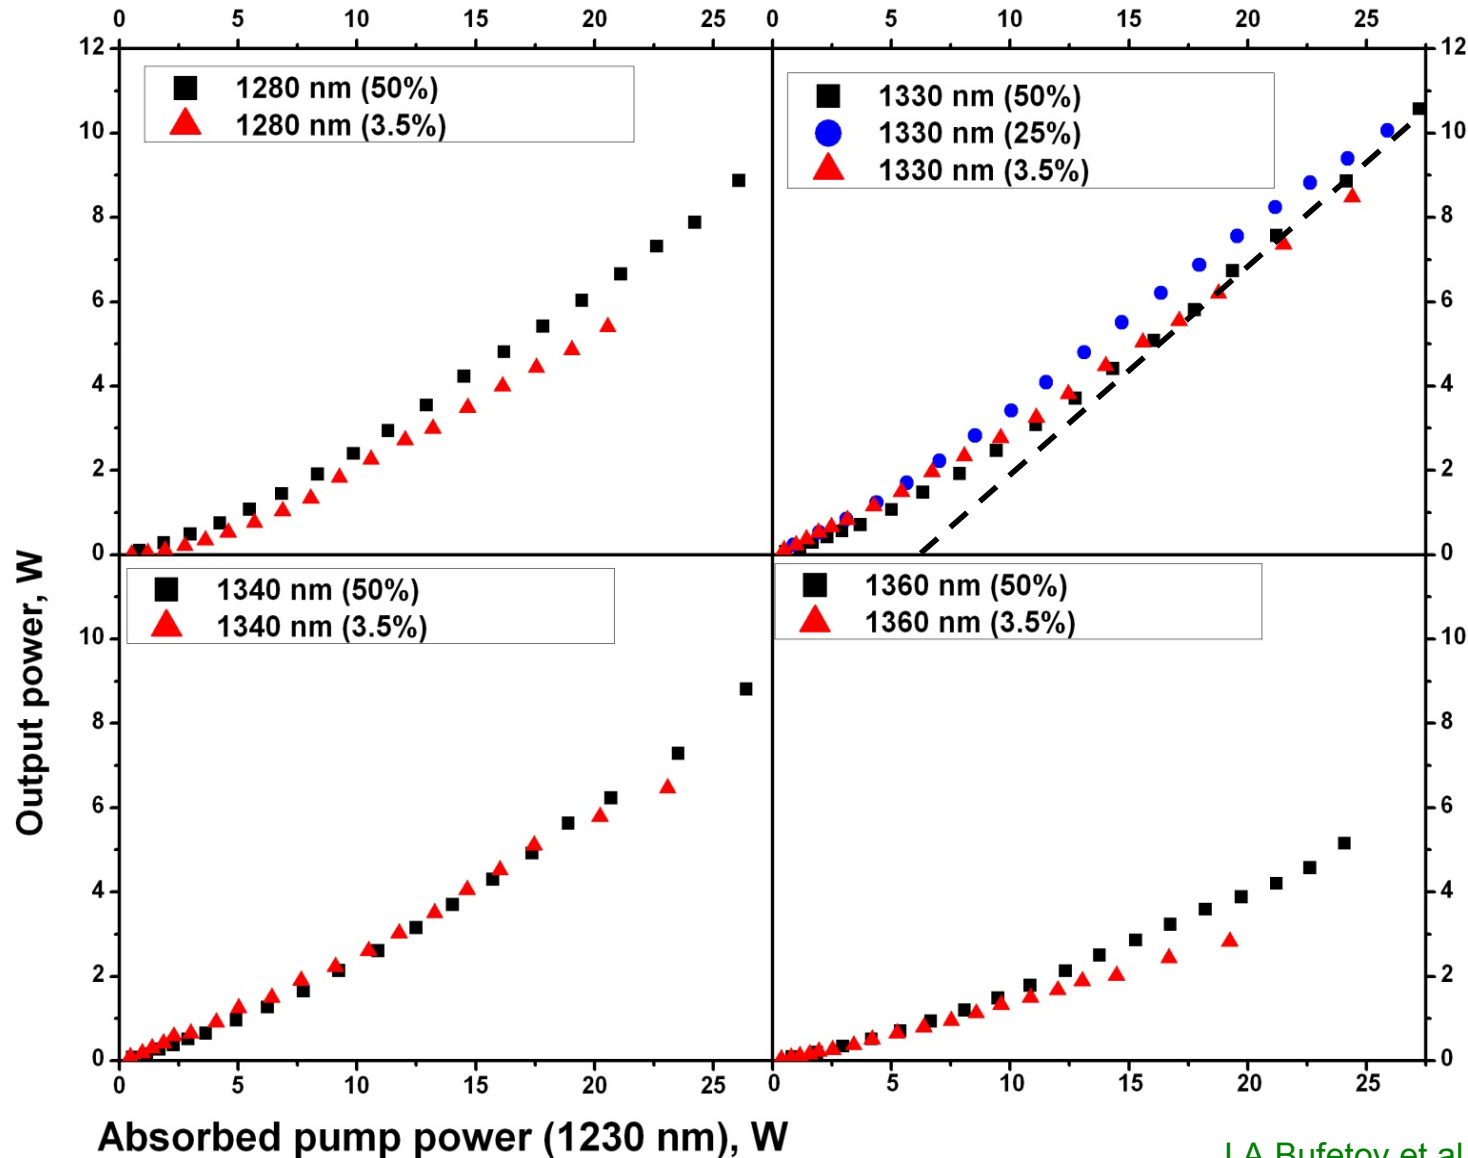 0 5 10 15 20 25 0 5 10 15 20 25
12 12
1280 nm (50%)
1280 nm (3.5%)
1330 nm (50%)
1330 nm (25%)
1330 nm (3.5%)
10 10
8 8
6 6
4 4
2 2
0 0
1340 nm (50%)
1340 nm (3.5%)
1360 nm (50%)
1360 nm (3.5%)
10 10
8 8
6 6
4 4
2 2
0 0
0 5 10 15 20 25 0 5 10 15 20 25
Output power, W
Absorbed pump power (1230 nm), W
Bufetov et al